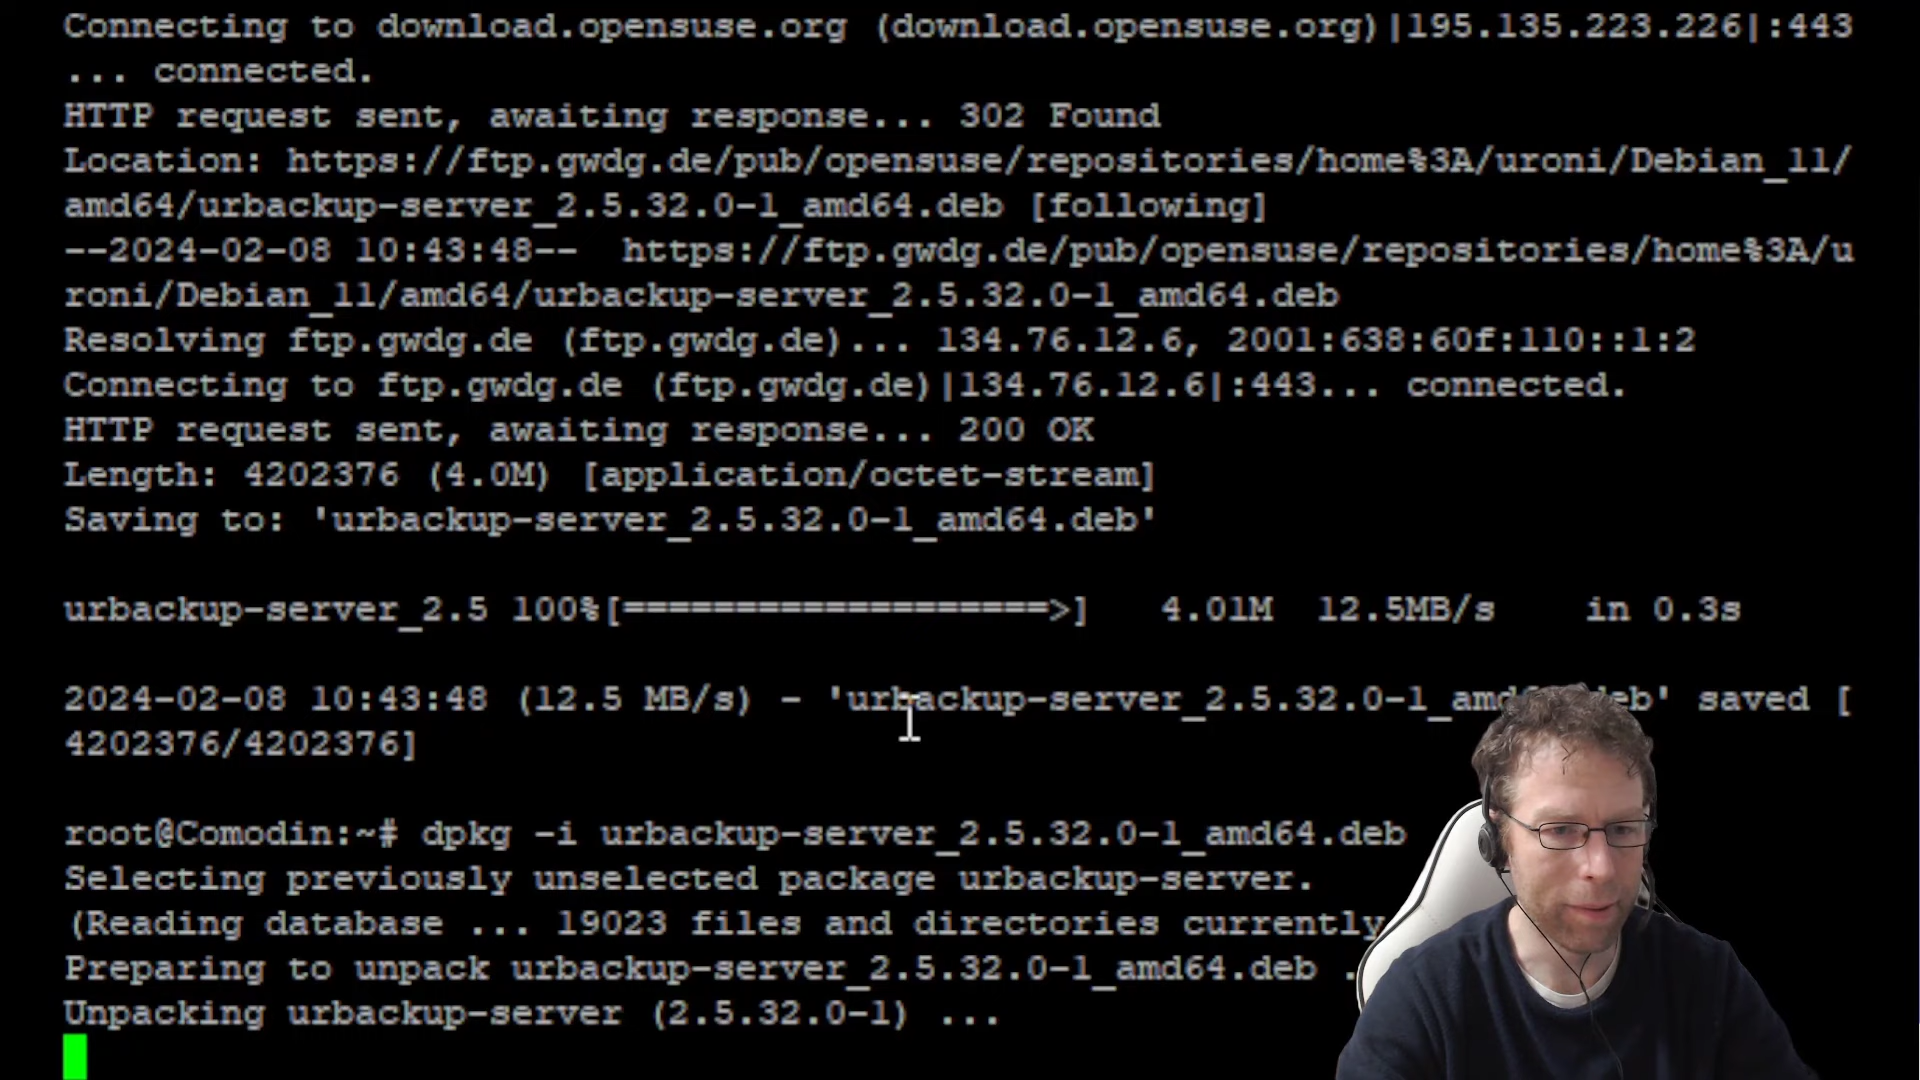 Connecting to download.opensuse.org (download.opensuse.org)|195.135.223.226|:443
... connected.
HTTP request sent, awaiting response... 302 Found
Location: https://ftp.gwdg.de/pub/opensuse/repositories/home%3A/uroni/Debian_11/
amd64/urbackup-server_2.5.32.0-1_amd64.deb [following]
--2024-02-08 10:43:48--  https://ftp.gwdg.de/pub/opensuse/repositories/home%3A/u
roni/Debian_11/amd64/urbackup-server_2.5.32.0-1_amd64.deb
Resolving ftp.gwdg.de (ftp.gwdg.de)... 134.76.12.6, 2001:638:60f:110::1:2
Connecting to ftp.gwdg.de (ftp.gwdg.de)|134.76.12.6|:443... connected.
HTTP request sent, awaiting response... 200 OK
Length: 4202376 (4.0M) [application/octet-stream]
Saving to: 'urbackup-server_2.5.32.0-1_amd64.deb'
urbackup-server_2.5 100%[===================>]   4.01M  12.5MB/s    in 0.3s
2024-02-08 10:43:48 (12.5 MB/s) - 'urbackup-server_2.5.32.0-1_amd64.deb' saved [
4202376/4202376]
root@Comodin:~# dpkg -i urbackup-server_2.5.32.0-1_amd64.deb
Selecting previously unselected package urbackup-server.
(Reading database ... 19023 files and directories currently
Preparing to unpack urbackup-server_2.5.32.0-1_amd64.deb .
Unpacking urbackup-server (2.5.32.0-1) ...